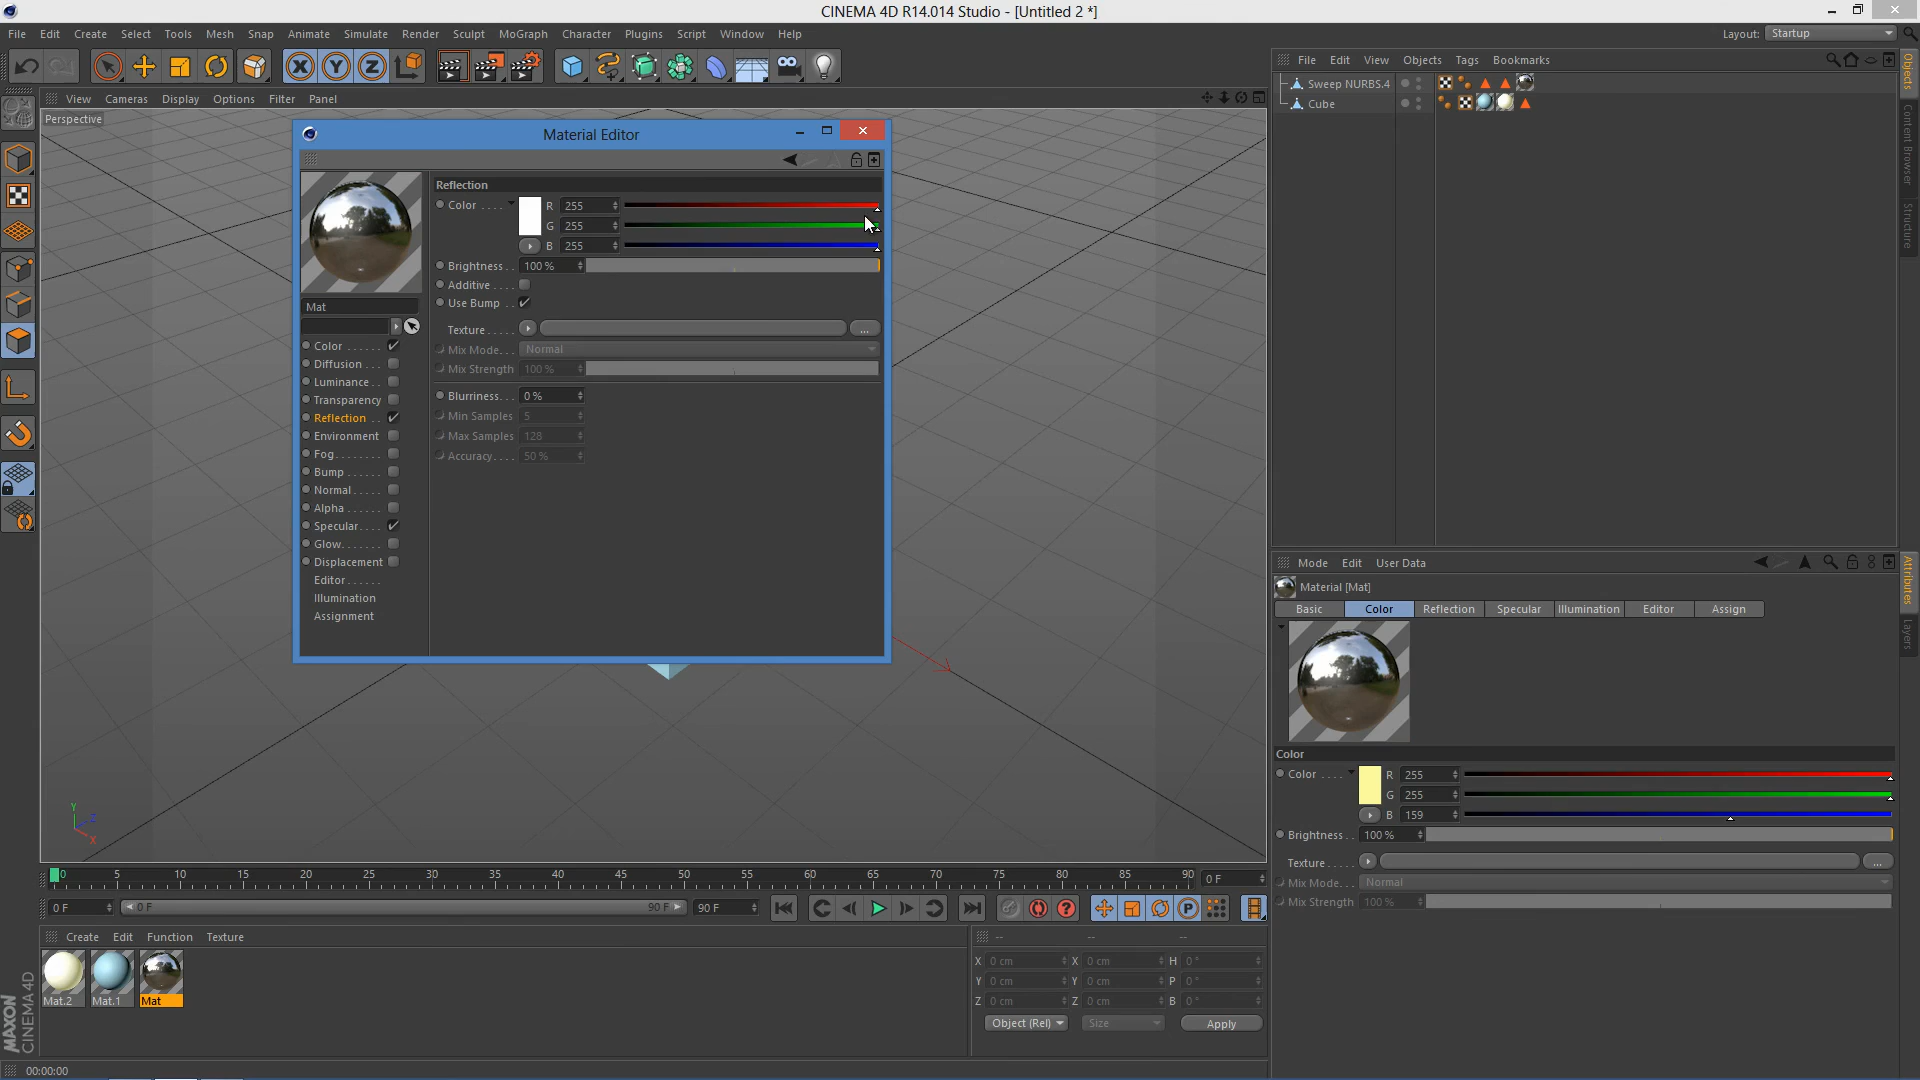 CINEMA 4D R14.014 Studio - [Untitled 2 *]
File Edit Create Select Tools Mesh Snap Animate Simulate Render Sculpt MoGraph Character Plugins Script Window Help
Layout: Startup
View Cameras Display Options Filter Panel
Perspective
Material Editor
Reflection
Color . . . . R 255
G 255
B 255
Brightness . . 100 %
Additive . . . .
Use Bump . .
Texture . . . . . ...
Mix Mode. . . Normal
Mix Strength 100 %
Blurriness. . . 0 %
Min Samples 5
Max Samples 128
Accuracy. . . . 50 %
Mat
Color . . . . . .
Diffusion . . .
Luminance . .
Transparency
Reflection . .
Environment
Fog. . . . . . .
Bump . . . . . .
Normal . . . . .
Alpha . . . . . .
Specular. . . .
Glow. . . . . . .
Displacement
Editor . . . . . .
Illumination
Assignment
File Edit View Objects Tags Bookmarks
Sweep NURBS.4
Cube
Objects
Content Browser
Structure
Mode Edit User Data
Material [Mat]
Basic Color Reflection Specular Illumination Editor Assign
Attributes
Layers
Color
Color . . . . R 255
G 255
B 159
Brightness . . 100 %
Texture . . . . . ...
Mix Mode. . . Normal
Mix Strength 100 %
Y
Z
X
0 5 10 15 20 25 30 35 40 45 50 55 60 65 70 75 80 85 90 0 F
0 F 0 F 90 F 90 F
Create Edit Function Texture
Mat.2 Mat.1 Mat
-- -- --
X 0 cm X 0 cm H 0 °
Y 0 cm Y 0 cm P 0 °
Z 0 cm Z 0 cm B 0 °
Object (Rel) Size Apply
MAXON
CINEMA 4D
00:00:00